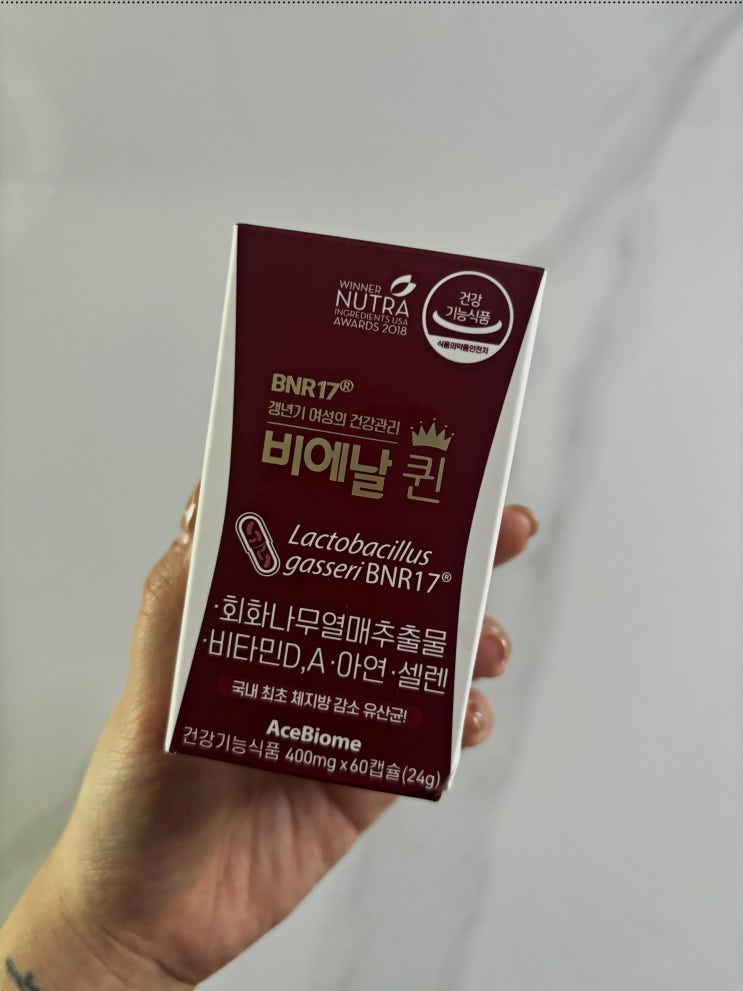 WINNER
NUTRA
INGREDIENTS USA
AWARDS 2018
건강
기능식품
식품의약품안전처
BNR17®
갱년기 여성의 건강관리
비에날 퀸
Lactobacillus
gasseri BNR17®
·회화나무열매추출물
·비타민D,A·아연·셀렌
국내 최초 체지방 감소 유산균!
AceBiome
건강기능식품 400mg x 60캡슐(24g)